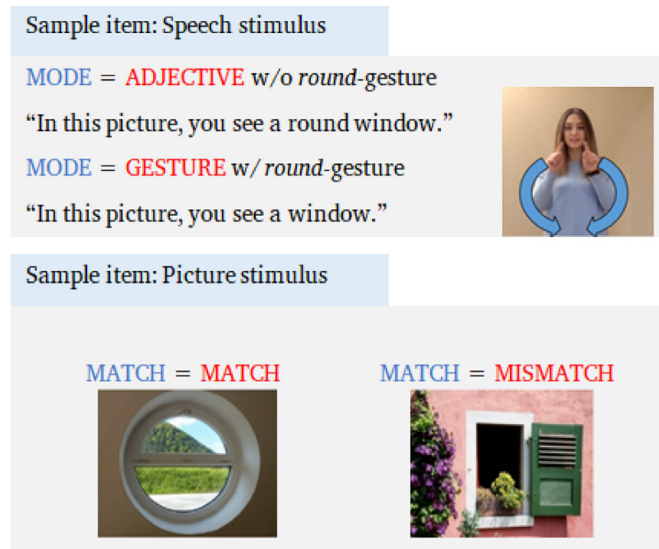 Sample item: Speech stimulus
MODE = ADJECTIVE w/o round-gesture
“In this picture, you see a round window.”
MODE = GESTURE w/ round-gesture
“In this picture, you see a window.”
Sample item: Picture stimulus
MATCH = MATCH
MATCH = MISMATCH